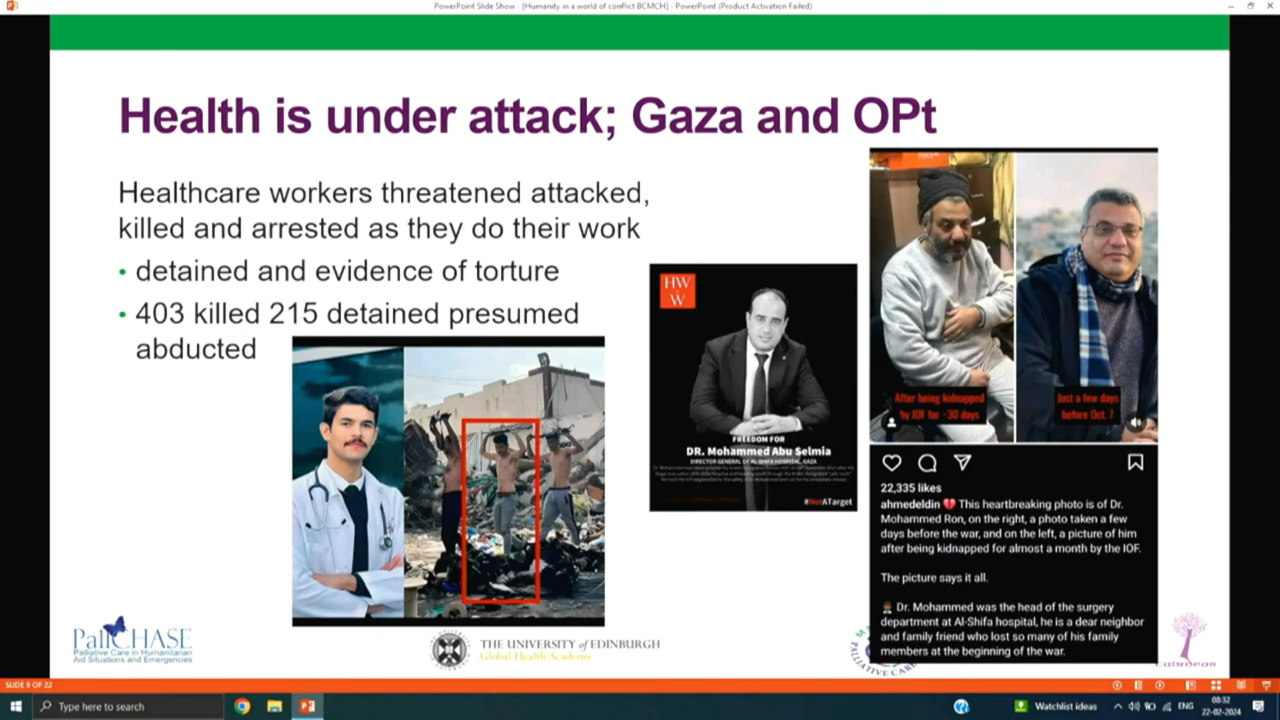 PowerPoint Slide Show - [Humanity in a world of conflict BCMCH] - PowerPoint (Product Activation Failed)
Health is under attack; Gaza and OPt
Healthcare workers threatened attacked,
killed and arrested as they do their work
• detained and evidence of torture
• 403 killed 215 detained presumed
abducted
HW
W
FREEDOM FOR
DR. Mohammed Abu Selmia
DIRECTOR GENERAL OF AL-SHIFA HOSPITAL, GAZA
#NotATarget
After being kidnapped
by IOF for ~30 days
Just a few days
before Oct. 7
22,335 likes
ahmedeldin 💔 This heartbreaking photo is of Dr.
Mohammed Ron, on the right, a photo taken a few
days before the war, and on the left, a picture of him
after being kidnapped for almost a month by the IOF.
The picture says it all.
Dr. Mohammed was the head of the surgery
department at Al-Shifa hospital, he is a dear neighbor
and family friend who lost so many of his family
members at the beginning of the war.
PallCHASE
Palliative Care in Humanitarian
Aid Situations and Emergencies
THE UNIVERSITY of EDINBURGH
Global Health Academy
PALLIATIVE CARE
SLIDE 9 OF 22
Type here to search
Watchlist ideas
ENG
08:32
22-02-2024